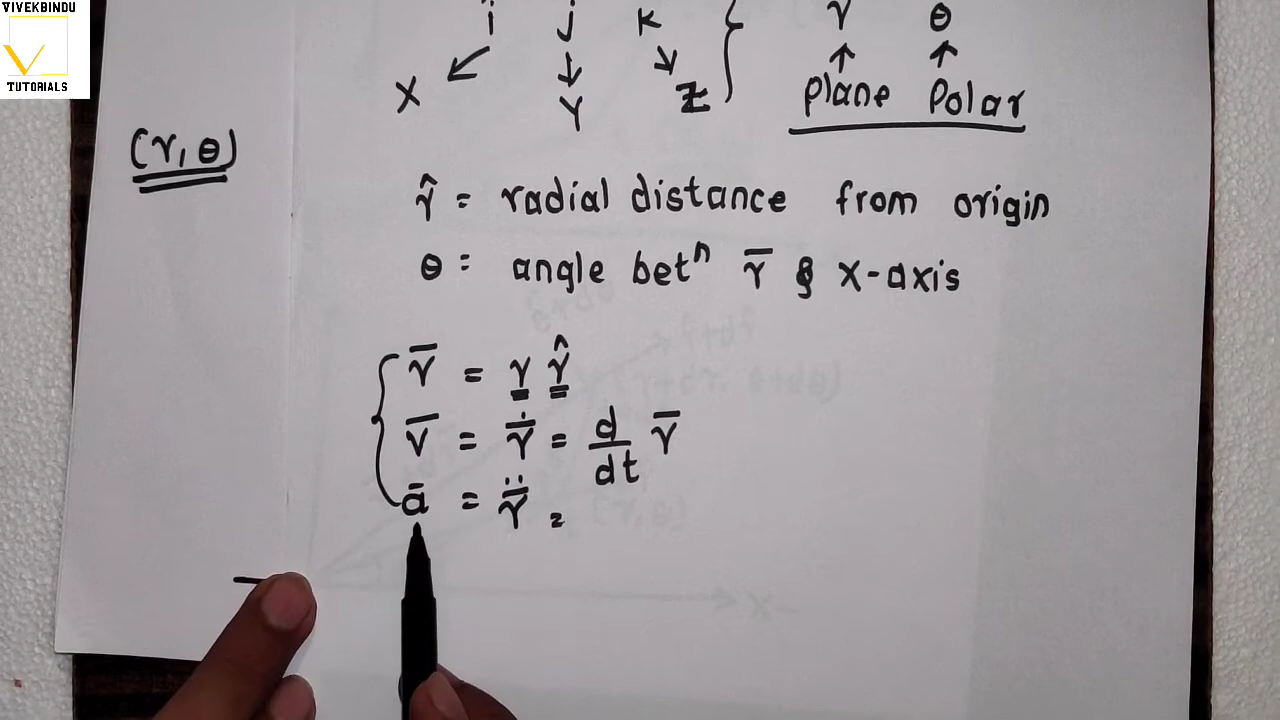 VIVEKBINDU
V
TUTORIALS
i j k } r θ
X Y Z plane polar
(r, θ)
r̂ = radial distance from origin
θ = angle betⁿ r̅ & x-axis
r̅ = r r̂
v̅ = ṙ̅ = d/dt r̅
a̅ = r̅̈ =